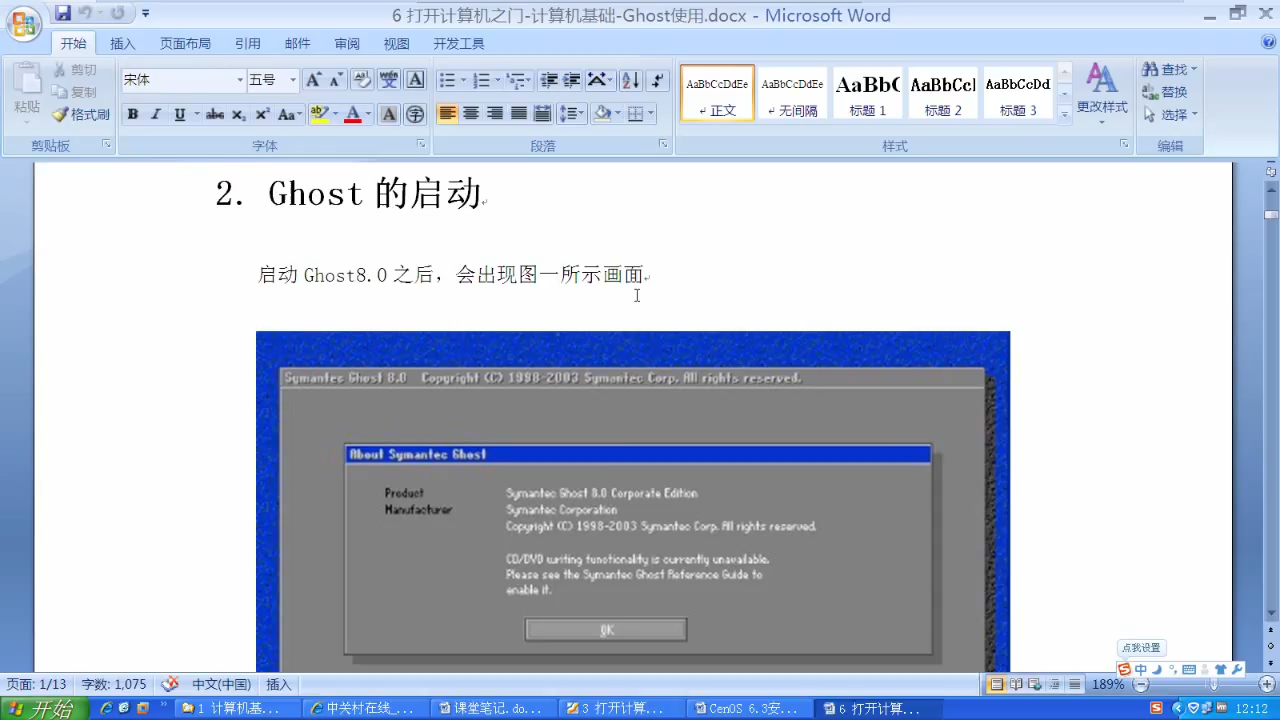 6 打开计算机之门-计算机基础-Ghost使用.docx - Microsoft Word
开始 插入 页面布局 引用 邮件 审阅 视图 开发工具
粘贴 剪切 复制 格式刷
宋体 五号
AaBbCcDdEe AaBbCcDdEe AaBbC AaBbCcI AaBbCcDd
正文 无间隔 标题 1 标题 2 标题 3
更改样式
查找 替换 选择
剪贴板 字体 段落 样式 编辑
2. Ghost 的启动
启动 Ghost8.0 之后，会出现图一所示画面
Symantec Ghost 8.0 Copyright (C) 1998-2003 Symantec Corp. All rights reserved.
About Symantec Ghost
Product Symantec Ghost 8.0 Corporate Edition
Manufacturer Symantec Corporation
Copyright (C) 1998-2003 Symantec Corp. All rights reserved.
CD/DVD writing functionality is currently unavailable.
Please see the Symantec Ghost Reference Guide to
enable it.
OK
点我设置
中
页面: 1/13 字数: 1,075 中文(中国) 插入 189%
开始 1 计算机基... 中关村在线_... 课堂笔记.do... 3 打开计算... CenOS 6.3安... 6 打开计算... 12:12